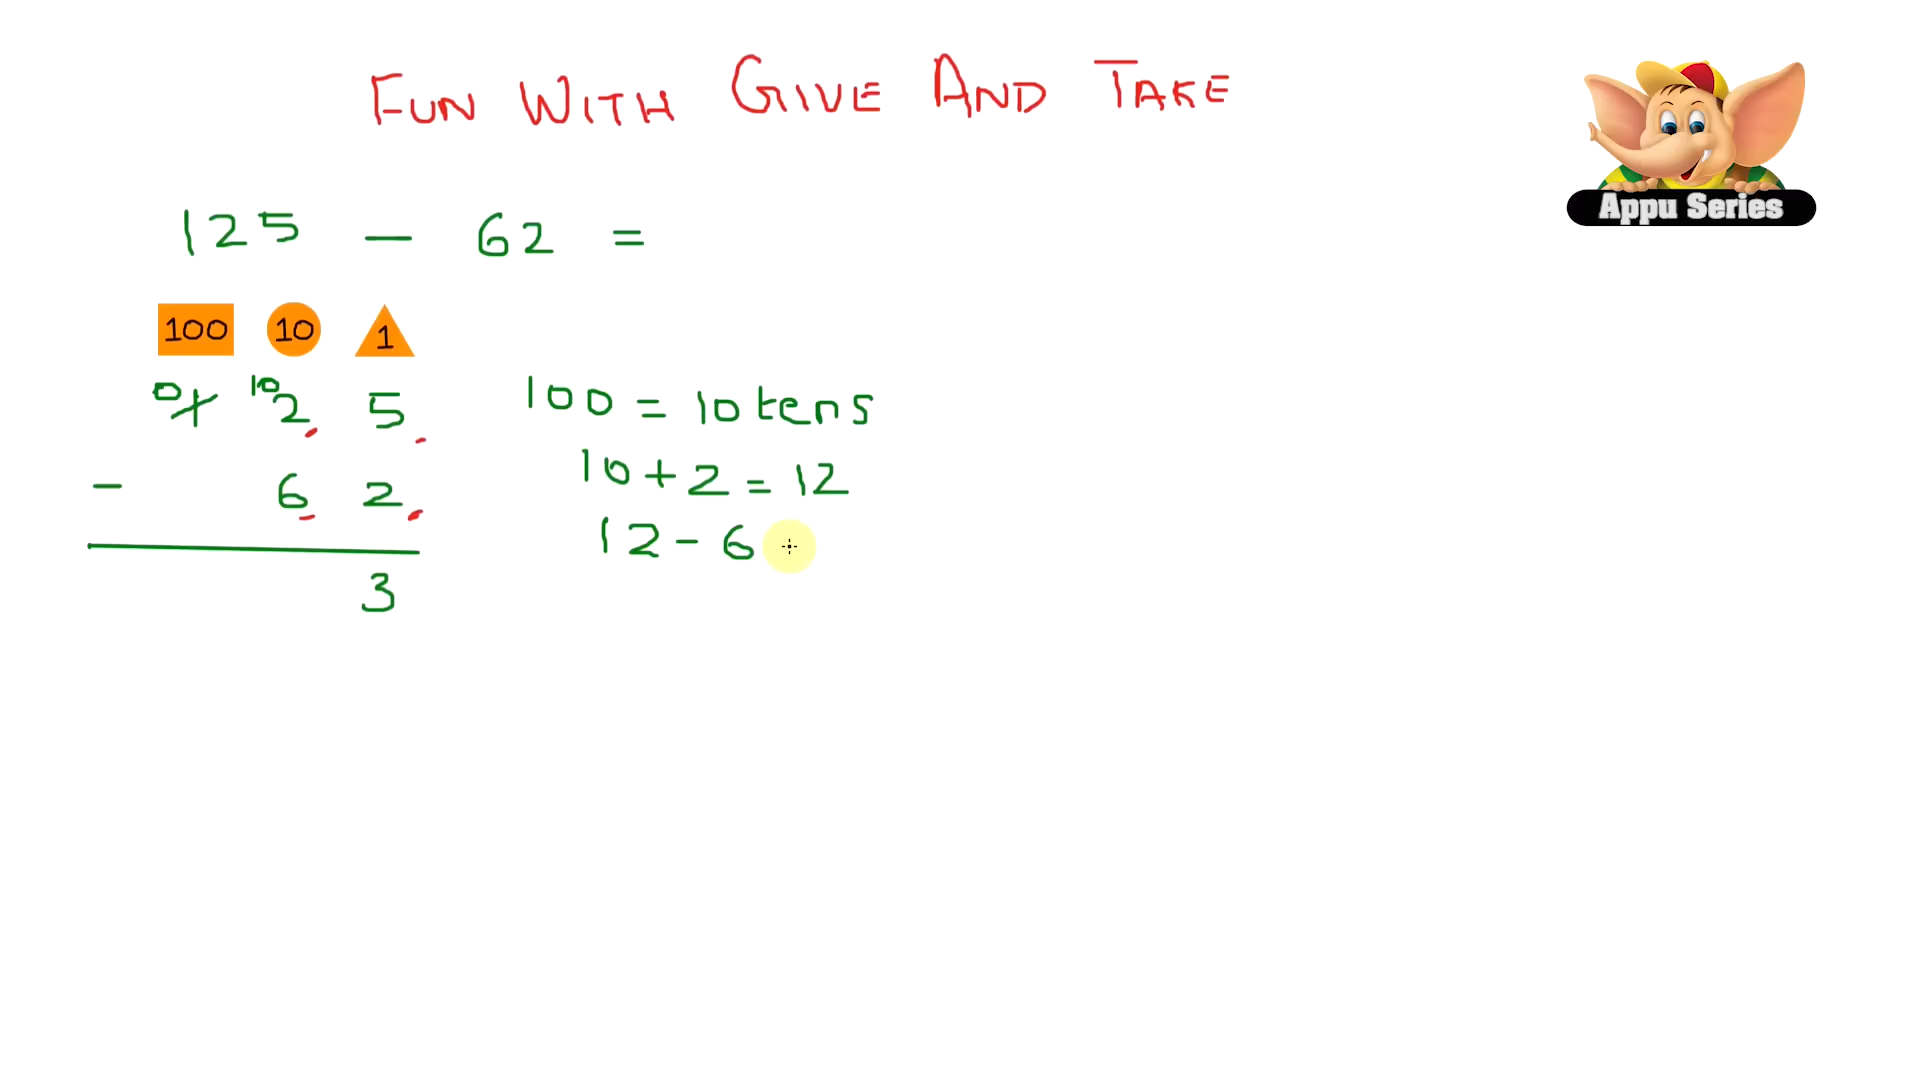 FUN WITH GIVE AND TAKE
Appu Series
125 - 62 =
100 10 1
0 1 10 2 5
- 6 2
3
100 = 10 tens
10 + 2 = 12
12 - 6